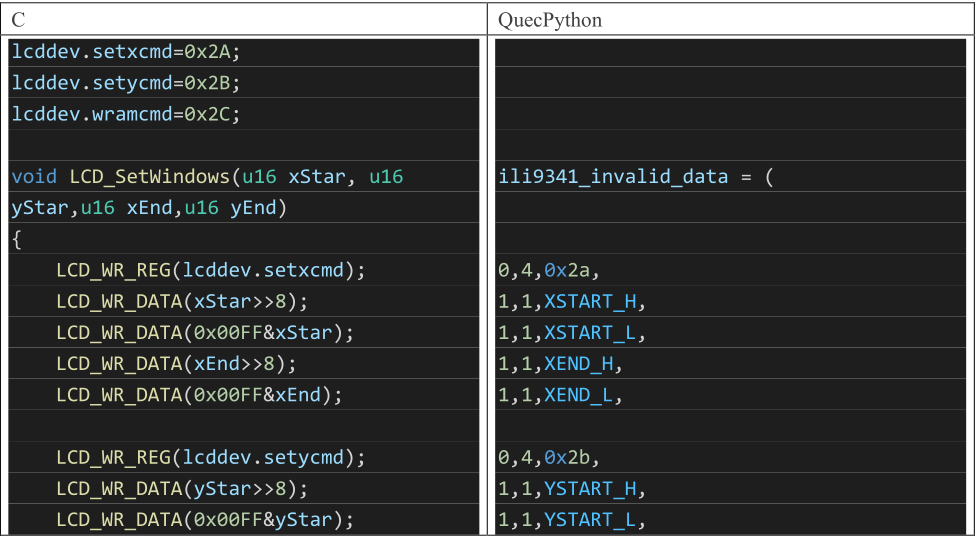 C
lcddev.setxcmd=0x2A;
lcddev.setycmd=0x2B;
lcddev.wramcmd=0x2C;
void LCD_SetWindows(u16 xStar, u16
yStar,u16 xEnd,u16 yEnd)
{
    LCD_WR_REG(lcddev.setxcmd);
    LCD_WR_DATA(xStar>>8);
    LCD_WR_DATA(0x00FF&xStar);
    LCD_WR_DATA(xEnd>>8);
    LCD_WR_DATA(0x00FF&xEnd);
    LCD_WR_REG(lcddev.setycmd);
    LCD_WR_DATA(yStar>>8);
    LCD_WR_DATA(0x00FF&yStar);
QuecPython
ili9341_invalid_data = (
0,4,0x2a,
1,1,XSTART_H,
1,1,XSTART_L,
1,1,XEND_H,
1,1,XEND_L,
0,4,0x2b,
1,1,YSTART_H,
1,1,YSTART_L,